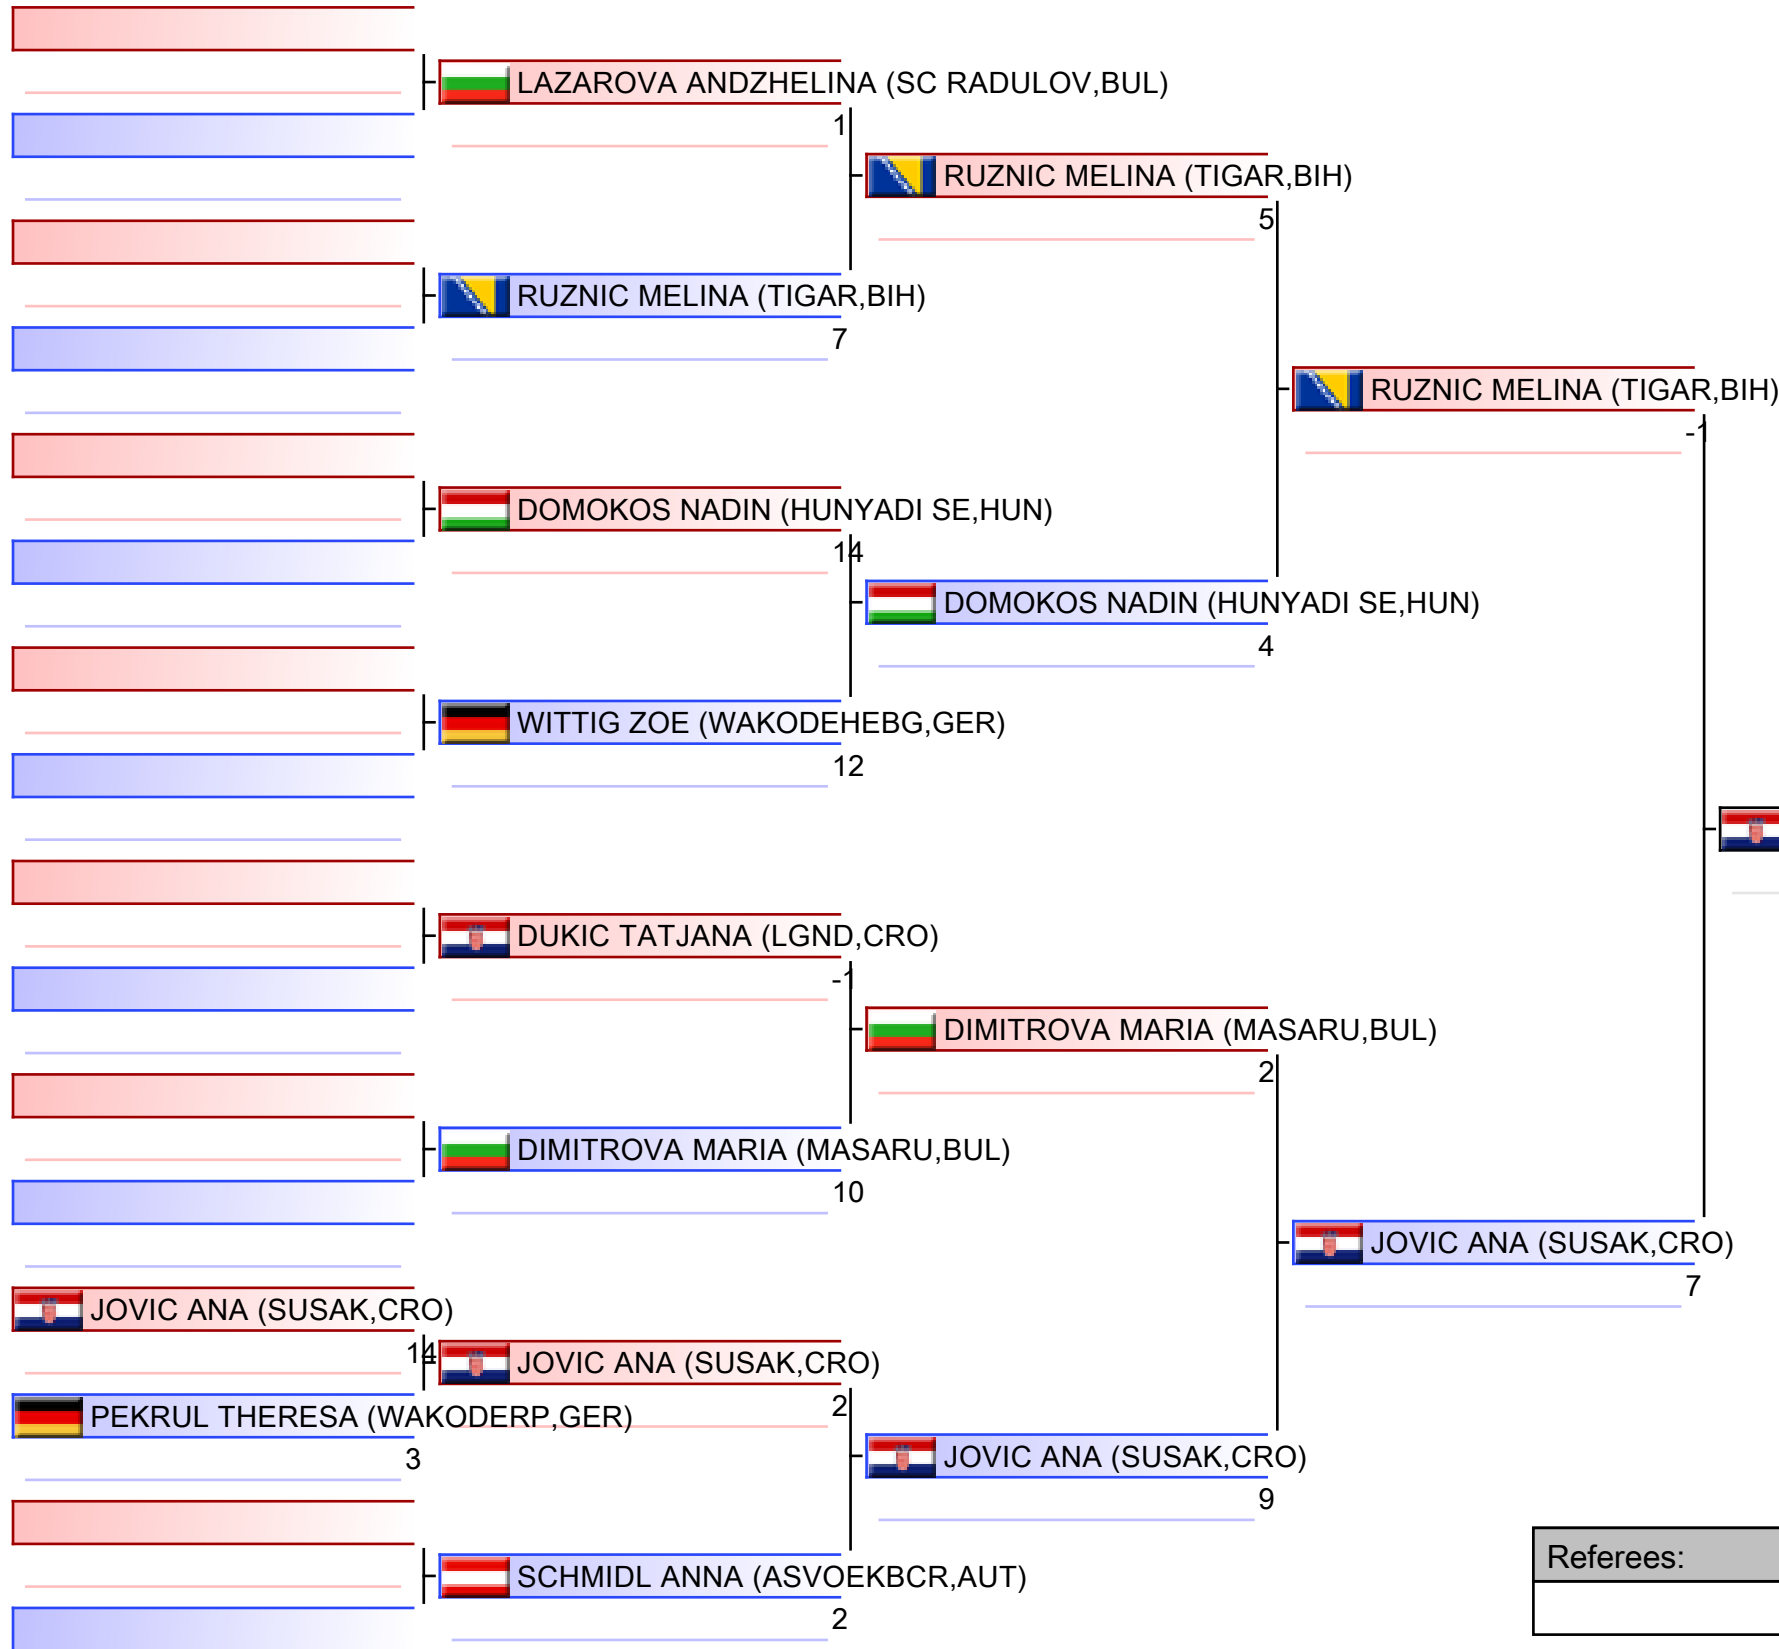 LAZAROVA ANDZHELINA (SC RADULOV,BUL)
1
RUZNIC MELINA (TIGAR,BIH)
5
RUZNIC MELINA (TIGAR,BIH)
7
RUZNIC MELINA (TIGAR,BIH)
-1
DOMOKOS NADIN (HUNYADI SE,HUN)
14
DOMOKOS NADIN (HUNYADI SE,HUN)
4
WITTIG ZOE (WAKODEHEBG,GER)
12
DUKIC TATJANA (LGND,CRO)
-1
DIMITROVA MARIA (MASARU,BUL)
2
DIMITROVA MARIA (MASARU,BUL)
10
JOVIC ANA (SUSAK,CRO)
7
JOVIC ANA (SUSAK,CRO)
14
JOVIC ANA (SUSAK,CRO)
2
PEKRUL THERESA (WAKODERP,GER)
3
JOVIC ANA (SUSAK,CRO)
9
SCHMIDL ANNA (ASVOEKBCR,AUT)
2
Referees: